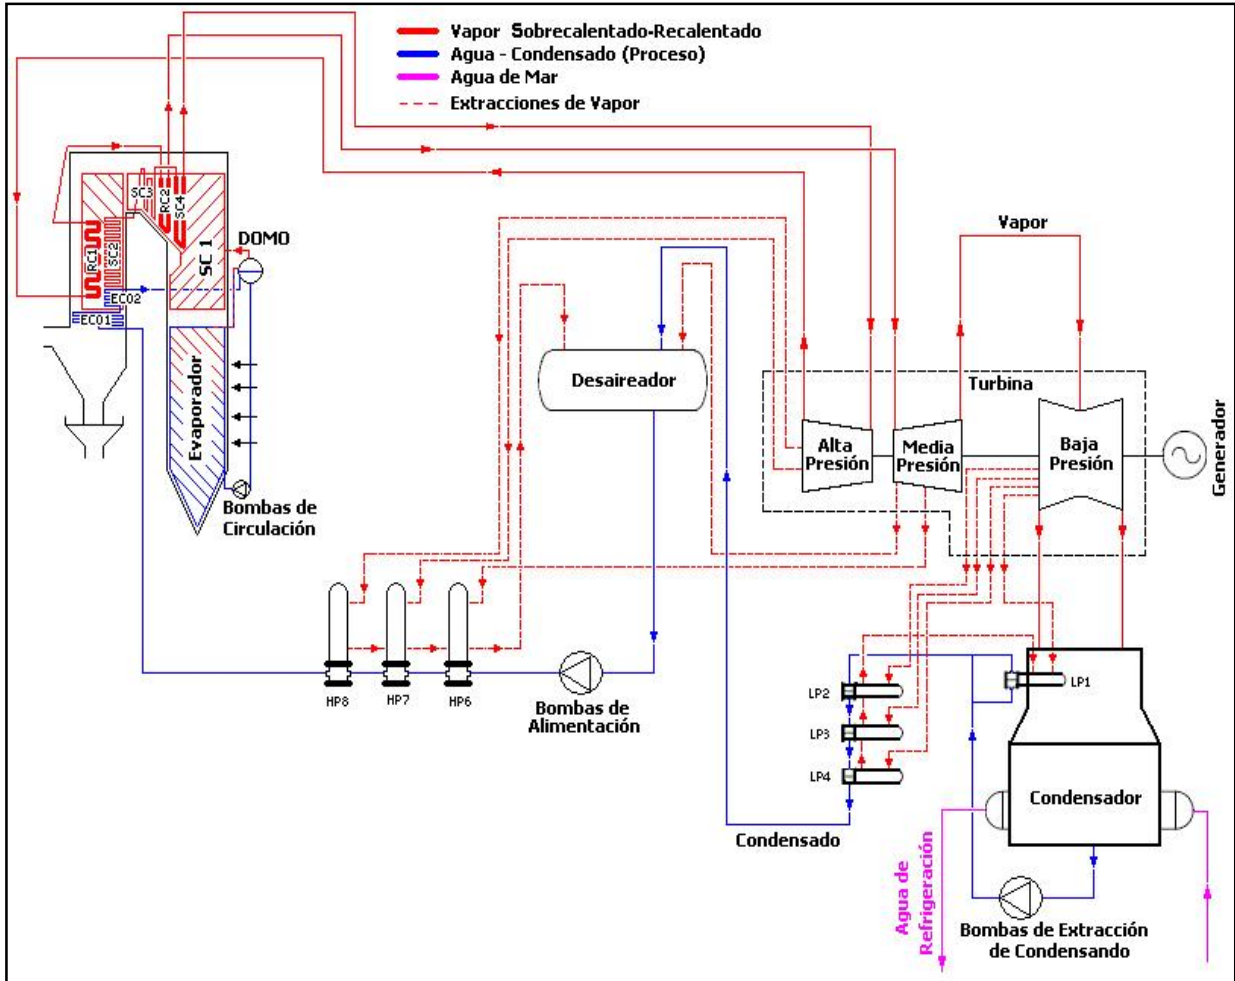 Vapor Sobrecalentado-Recalentado
Agua - Condensado (Proceso)
Agua de Mar
Extracciones de Vapor
SC3
RC2
SC4
RC1
SC2
SC 1
DOMO
ECO2
ECO1
Evaporador
Bombas de
Circulación
Desaireador
Vapor
Turbina
Alta
Presión
Media
Presión
Baja
Presión
Generador
HP8
HP7
HP6
Bombas de
Alimentación
LP2
LP3
LP4
LP1
Condensado
Condensador
Agua de
Refrigeración
Bombas de Extracción
de Condensando